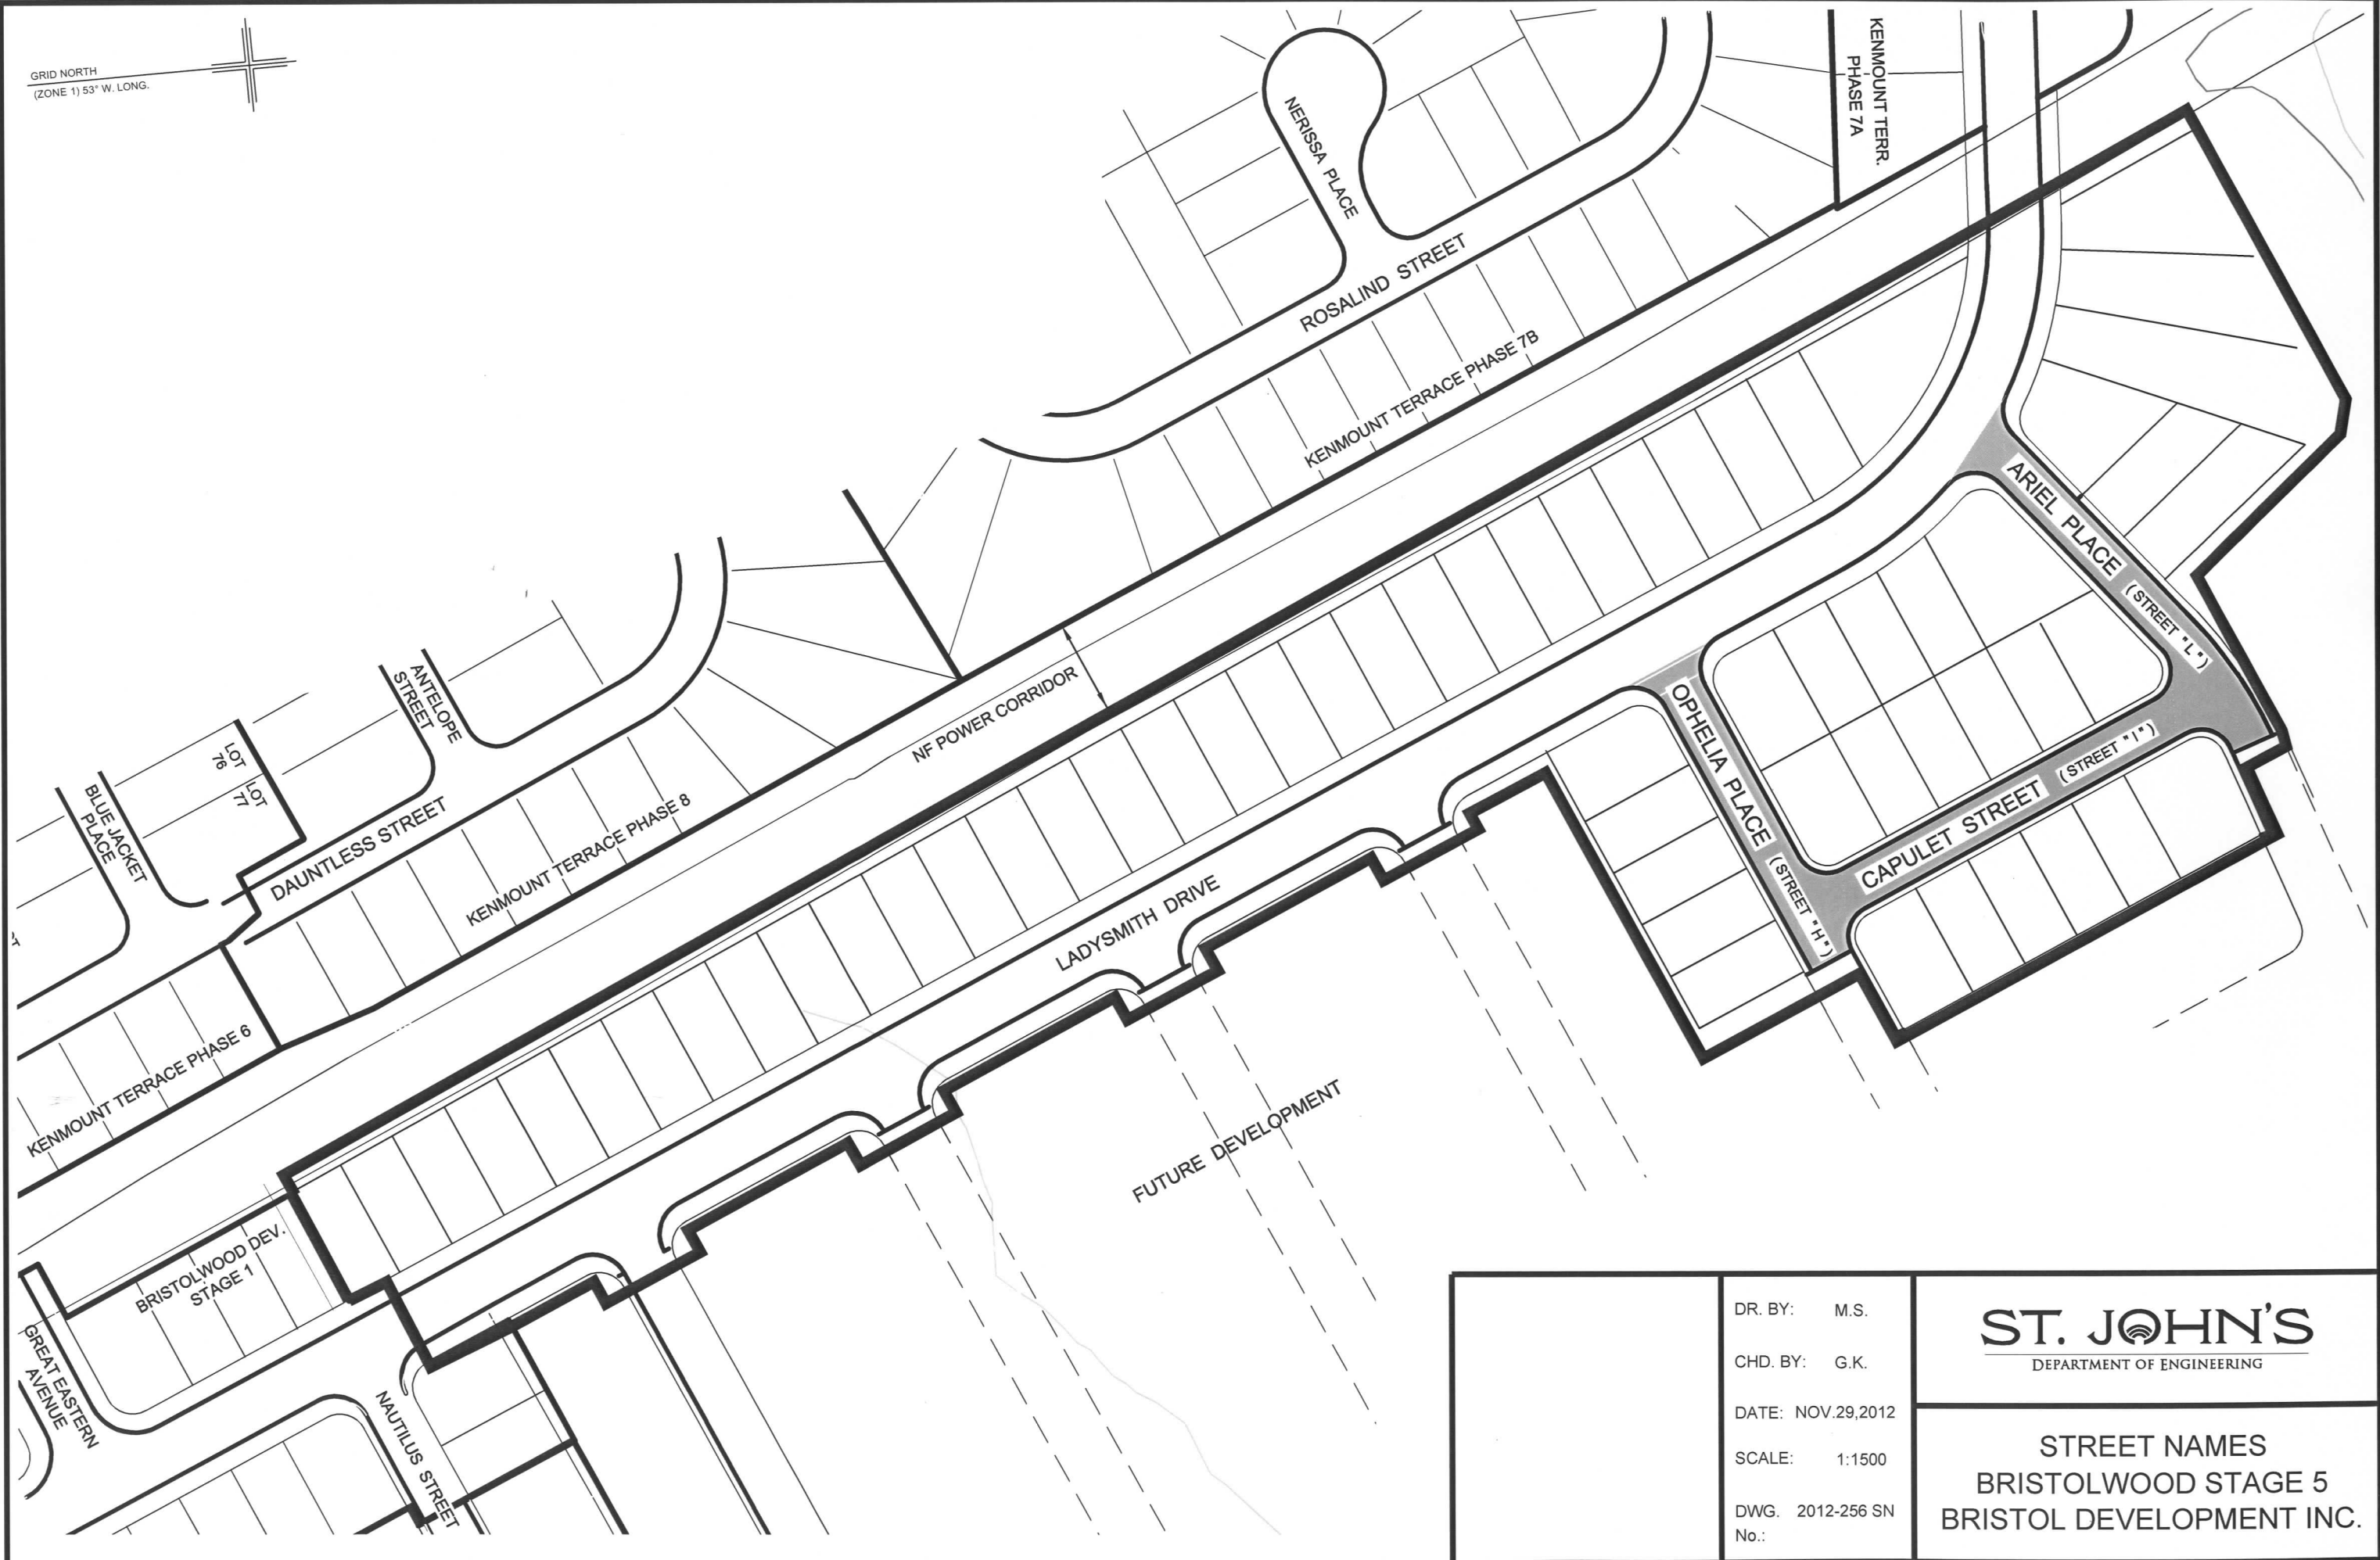 GRID NORTH
(ZONE 1) 53° W. LONG.
KENMOUNT TERR.
PHASE 7A
NERISSA PLACE
ROSALIND STREET
KENMOUNT TERRACE PHASE 7B
ARIEL PLACE (STREET "L")
ANTELOPE
STREET
NF POWER CORRIDOR
OPHELIA PLACE (STREET "H")
CAPULET STREET (STREET "I")
LOT
76
LOT
77
BLUE JACKET
PLACE
DAUNTLESS STREET
KENMOUNT TERRACE PHASE 8
LADYSMITH DRIVE
KENMOUNT TERRACE PHASE 6
FUTURE DEVELOPMENT
BRISTOLWOOD DEV.
STAGE 1
GREAT EASTERN
AVENUE
NAUTILUS STREET
DR. BY: M.S.
CHD. BY: G.K.
DATE: NOV.29,2012
SCALE: 1:1500
DWG. 2012-256 SN
No.:
ST. JOHN'S
DEPARTMENT OF ENGINEERING
STREET NAMES
BRISTOLWOOD STAGE 5
BRISTOL DEVELOPMENT INC.